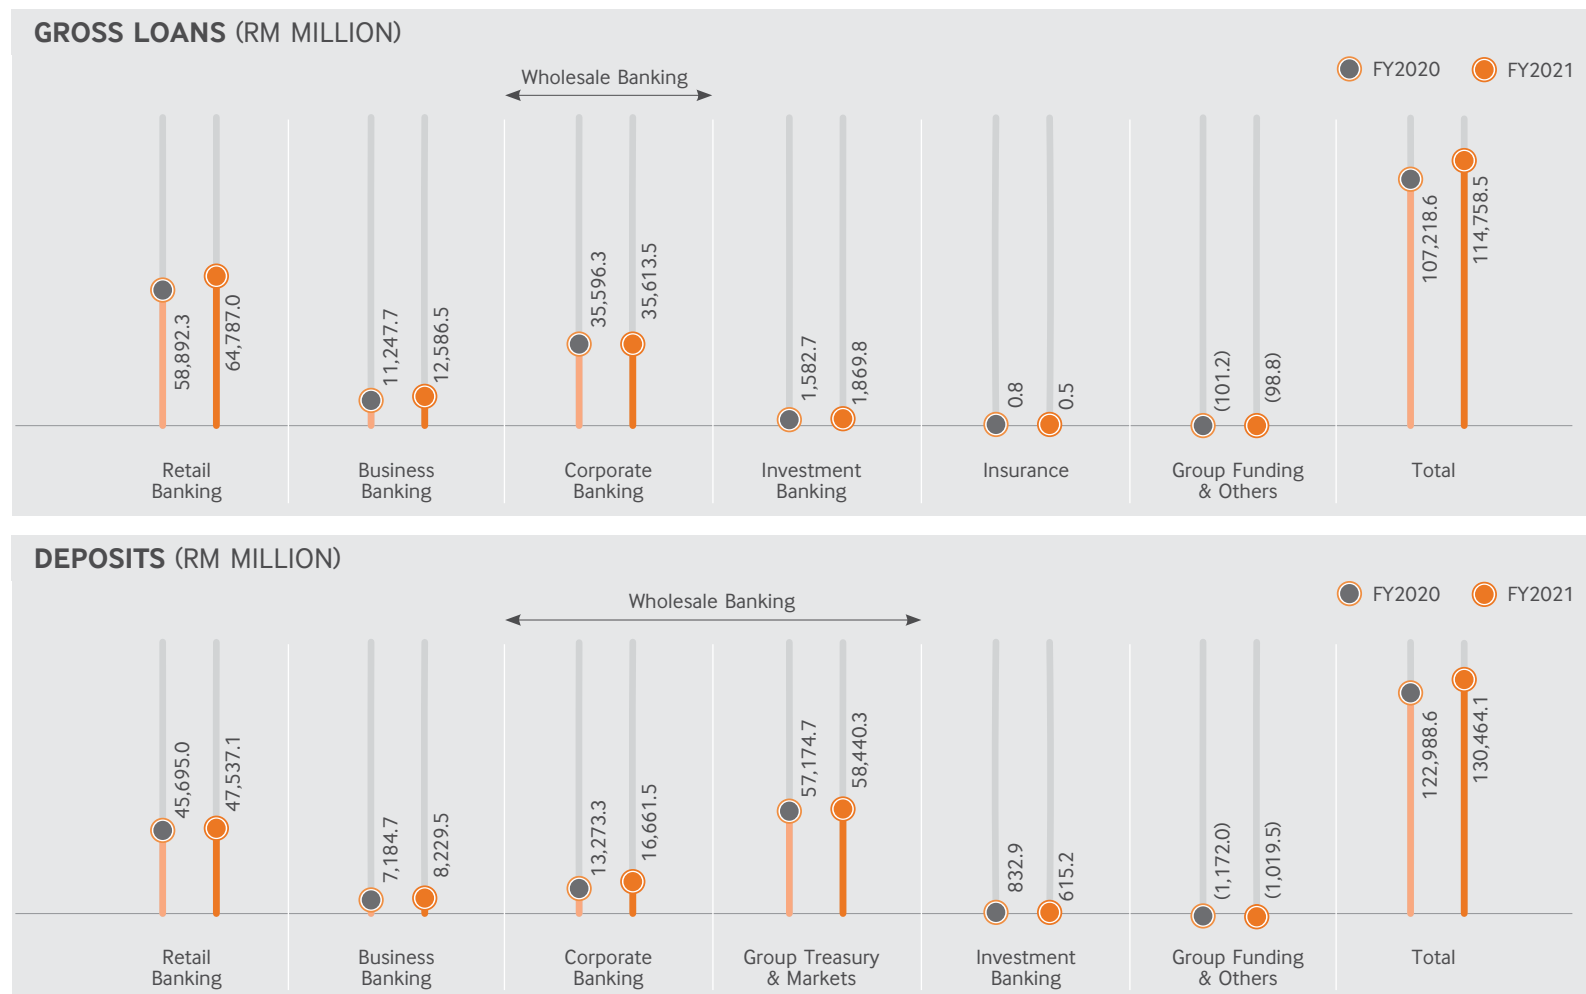 GROSS LOANS (RM MILLION)
Wholesale Banking
FY2020
FY2021
58,892.3
64,787.0
11,247.7
12,586.5
35,596.3
35,613.5
1,582.7
1,869.8
0.8
0.5
(101.2)
(98.8)
107,218.6
114,758.5
Retail
Banking
Business
Banking
Corporate
Banking
Investment
Banking
Insurance
Group Funding
& Others
Total
DEPOSITS (RM MILLION)
Wholesale Banking
FY2020
FY2021
45,695.0
47,537.1
7,184.7
8,229.5
13,273.3
16,661.5
57,174.7
58,440.3
832.9
615.2
(1,172.0)
(1,019.5)
122,988.6
130,464.1
Retail
Banking
Business
Banking
Corporate
Banking
Group Treasury
& Markets
Investment
Banking
Group Funding
& Others
Total